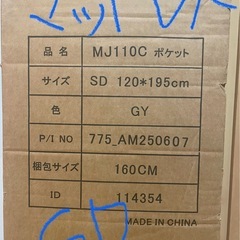 マットレス
品名 MJ110C ポケット
サイズ SD 120*195cm
色 GY
P/I NO 775_AM250607
梱包サイズ 160CM
ID 114354
MADE IN CHINA